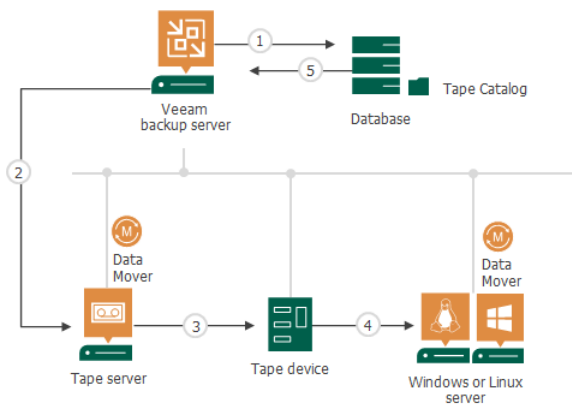 1
5
Veeam
backup server
Database
Tape Catalog
2
M
Data
Mover
M
Data
Mover
3
4
Tape server
Tape device
Windows or Linux
server